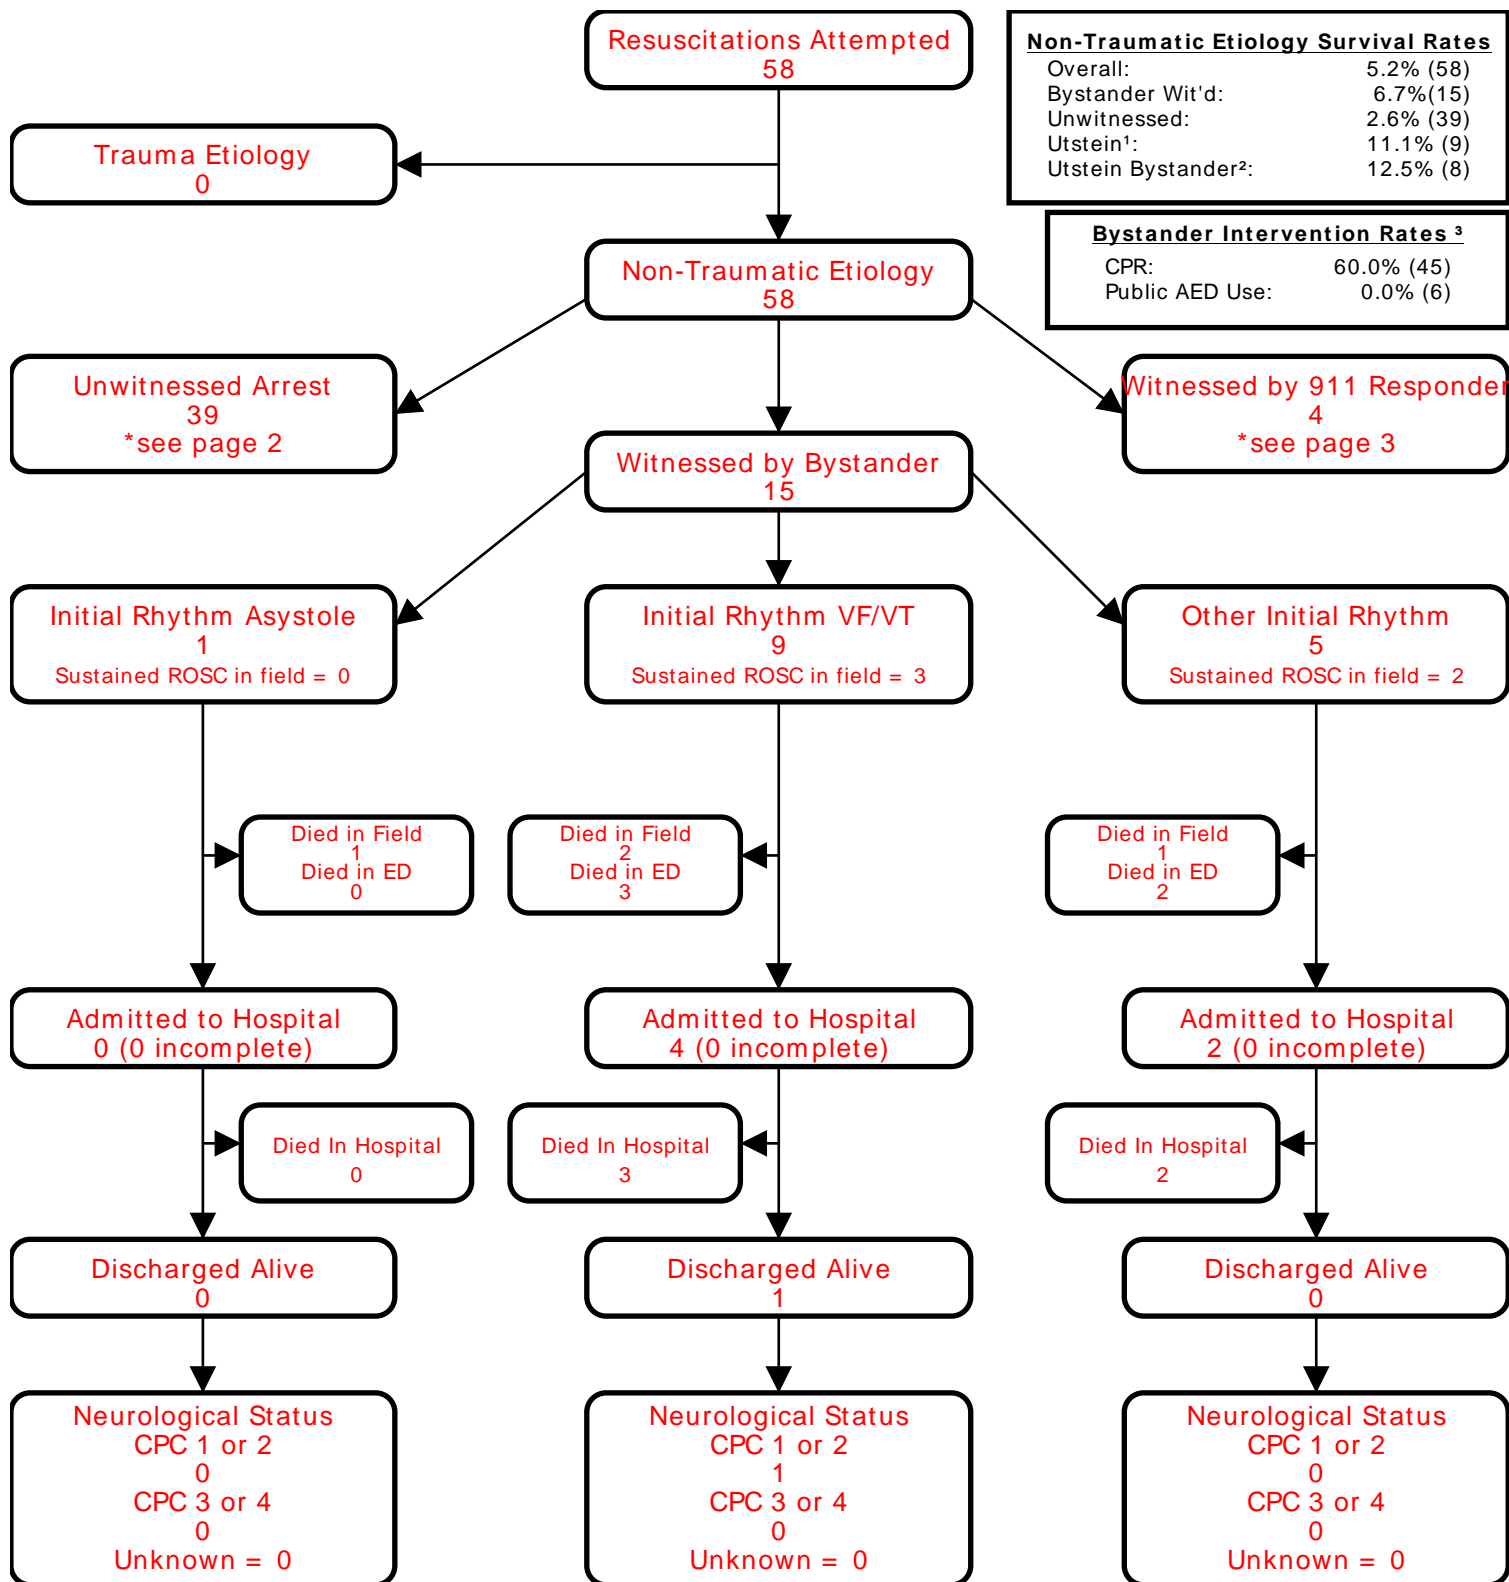 Resuscitations Attempted
58
Non-Traumatic Etiology Survival Rates
Overall: 5.2% (58)
Bystander Wit'd: 6.7%(15)
Unwitnessed: 2.6% (39)
Utstein¹: 11.1% (9)
Utstein Bystander²: 12.5% (8)
Trauma Etiology
0
Bystander Intervention Rates ³
CPR: 60.0% (45)
Public AED Use: 0.0% (6)
Non-Traumatic Etiology
58
Unwitnessed Arrest
39
*see page 2
Witnessed by 911 Responder
4
*see page 3
Witnessed by Bystander
15
Initial Rhythm Asystole
1
Sustained ROSC in field = 0
Initial Rhythm VF/VT
9
Sustained ROSC in field = 3
Other Initial Rhythm
5
Sustained ROSC in field = 2
Died in Field
1
Died in ED
0
Died in Field
2
Died in ED
3
Died in Field
1
Died in ED
2
Admitted to Hospital
0 (0 incomplete)
Admitted to Hospital
4 (0 incomplete)
Admitted to Hospital
2 (0 incomplete)
Died In Hospital
0
Died In Hospital
3
Died In Hospital
2
Discharged Alive
0
Discharged Alive
1
Discharged Alive
0
Neurological Status
CPC 1 or 2
0
CPC 3 or 4
0
Unknown = 0
Neurological Status
CPC 1 or 2
1
CPC 3 or 4
0
Unknown = 0
Neurological Status
CPC 1 or 2
0
CPC 3 or 4
0
Unknown = 0